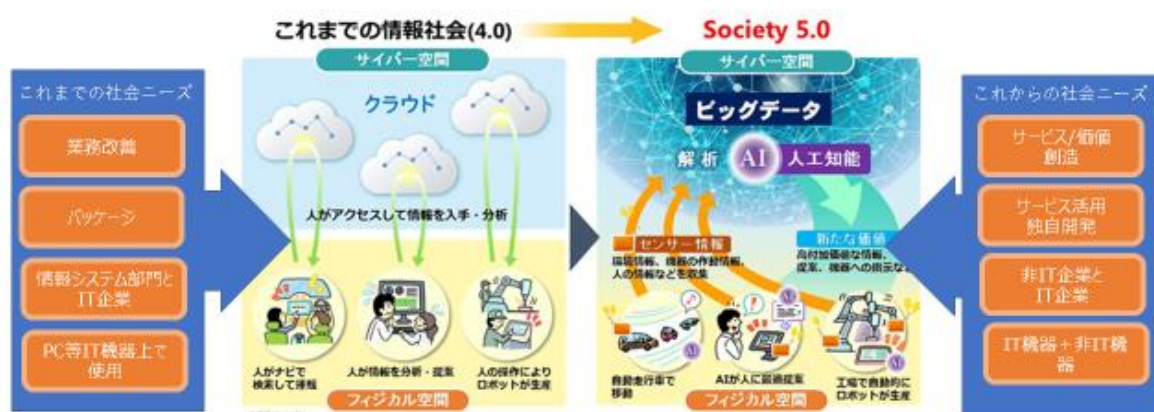 これまでの情報社会(4.0)
Society 5.0
これまでの社会ニーズ
業務改善
パッケージ
情報システム部門と
IT企業
PC等IT機器上で
使用
サイバー空間
クラウド
人がアクセスして情報を入手・分析
人がナビで
検索して運転
人が情報を分析・提案
人の操作により
ロボットが生産
フィジカル空間
サイバー空間
ビッグデータ
解析
AI
人工知能
センサー情報
環境情報、機器の作動情報、
人の情報などを収集
新たな価値
高付加価値な情報、
提案、機器への指示な
AI
AI
AI
自動走行車で
移動
AIが人に最適提案
工場で自動的に
ロボットが生産
フィジカル空間
これからの社会ニーズ
サービス/価値
創造
サービス活用
独自開発
非IT企業と
IT企業
IT機器+非IT機
器